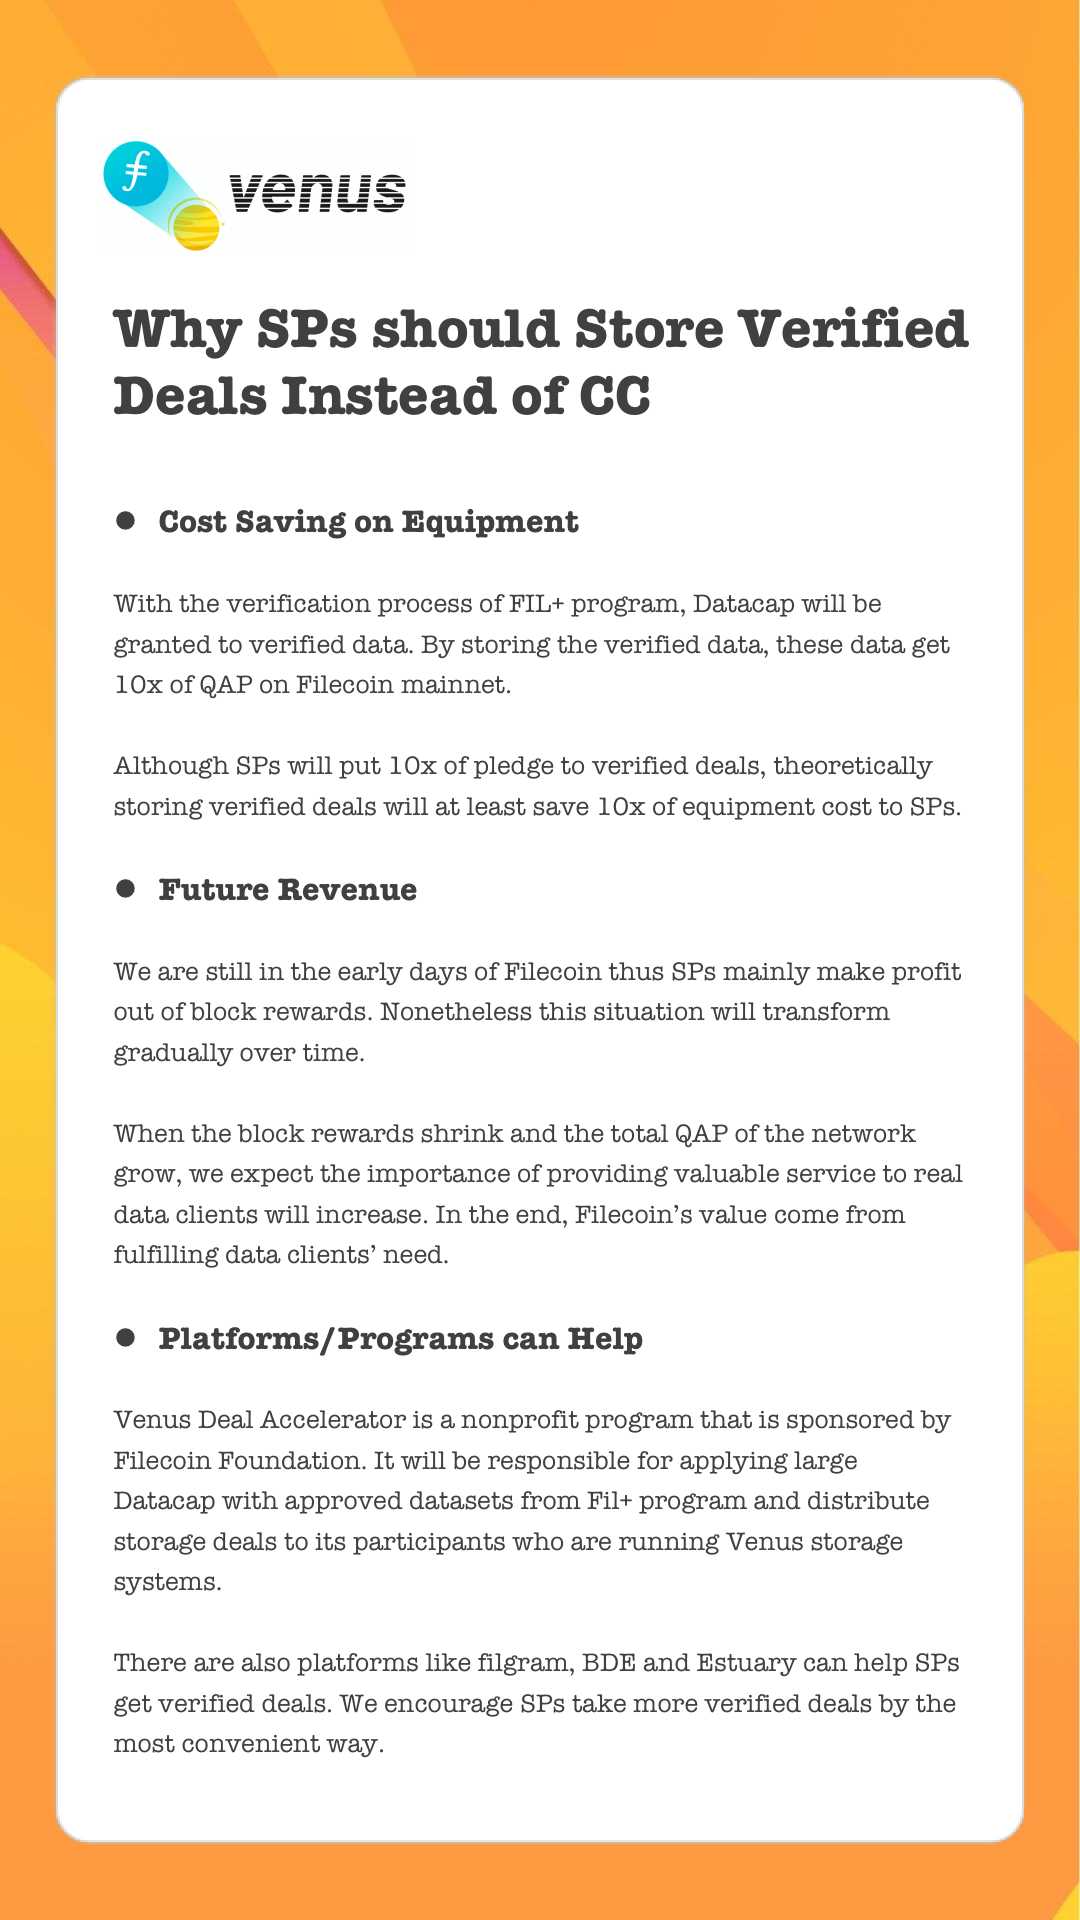 venus
Why SPs should Store Verified
Deals Instead of CC
● Cost Saving on Equipment
With the verification process of FIL+ program, Datacap will be
granted to verified data. By storing the verified data, these data get
10x of QAP on Filecoin mainnet.
Although SPs will put 10x of pledge to verified deals, theoretically
storing verified deals will at least save 10x of equipment cost to SPs.
● Future Revenue
We are still in the early days of Filecoin thus SPs mainly make profit
out of block rewards. Nonetheless this situation will transform
gradually over time.
When the block rewards shrink and the total QAP of the network
grow, we expect the importance of providing valuable service to real
data clients will increase. In the end, Filecoin’s value come from
fulfilling data clients’ need.
● Platforms/Programs can Help
Venus Deal Accelerator is a nonprofit program that is sponsored by
Filecoin Foundation. It will be responsible for applying large
Datacap with approved datasets from Fil+ program and distribute
storage deals to its participants who are running Venus storage
systems.
There are also platforms like filgram, BDE and Estuary can help SPs
get verified deals. We encourage SPs take more verified deals by the
most convenient way.